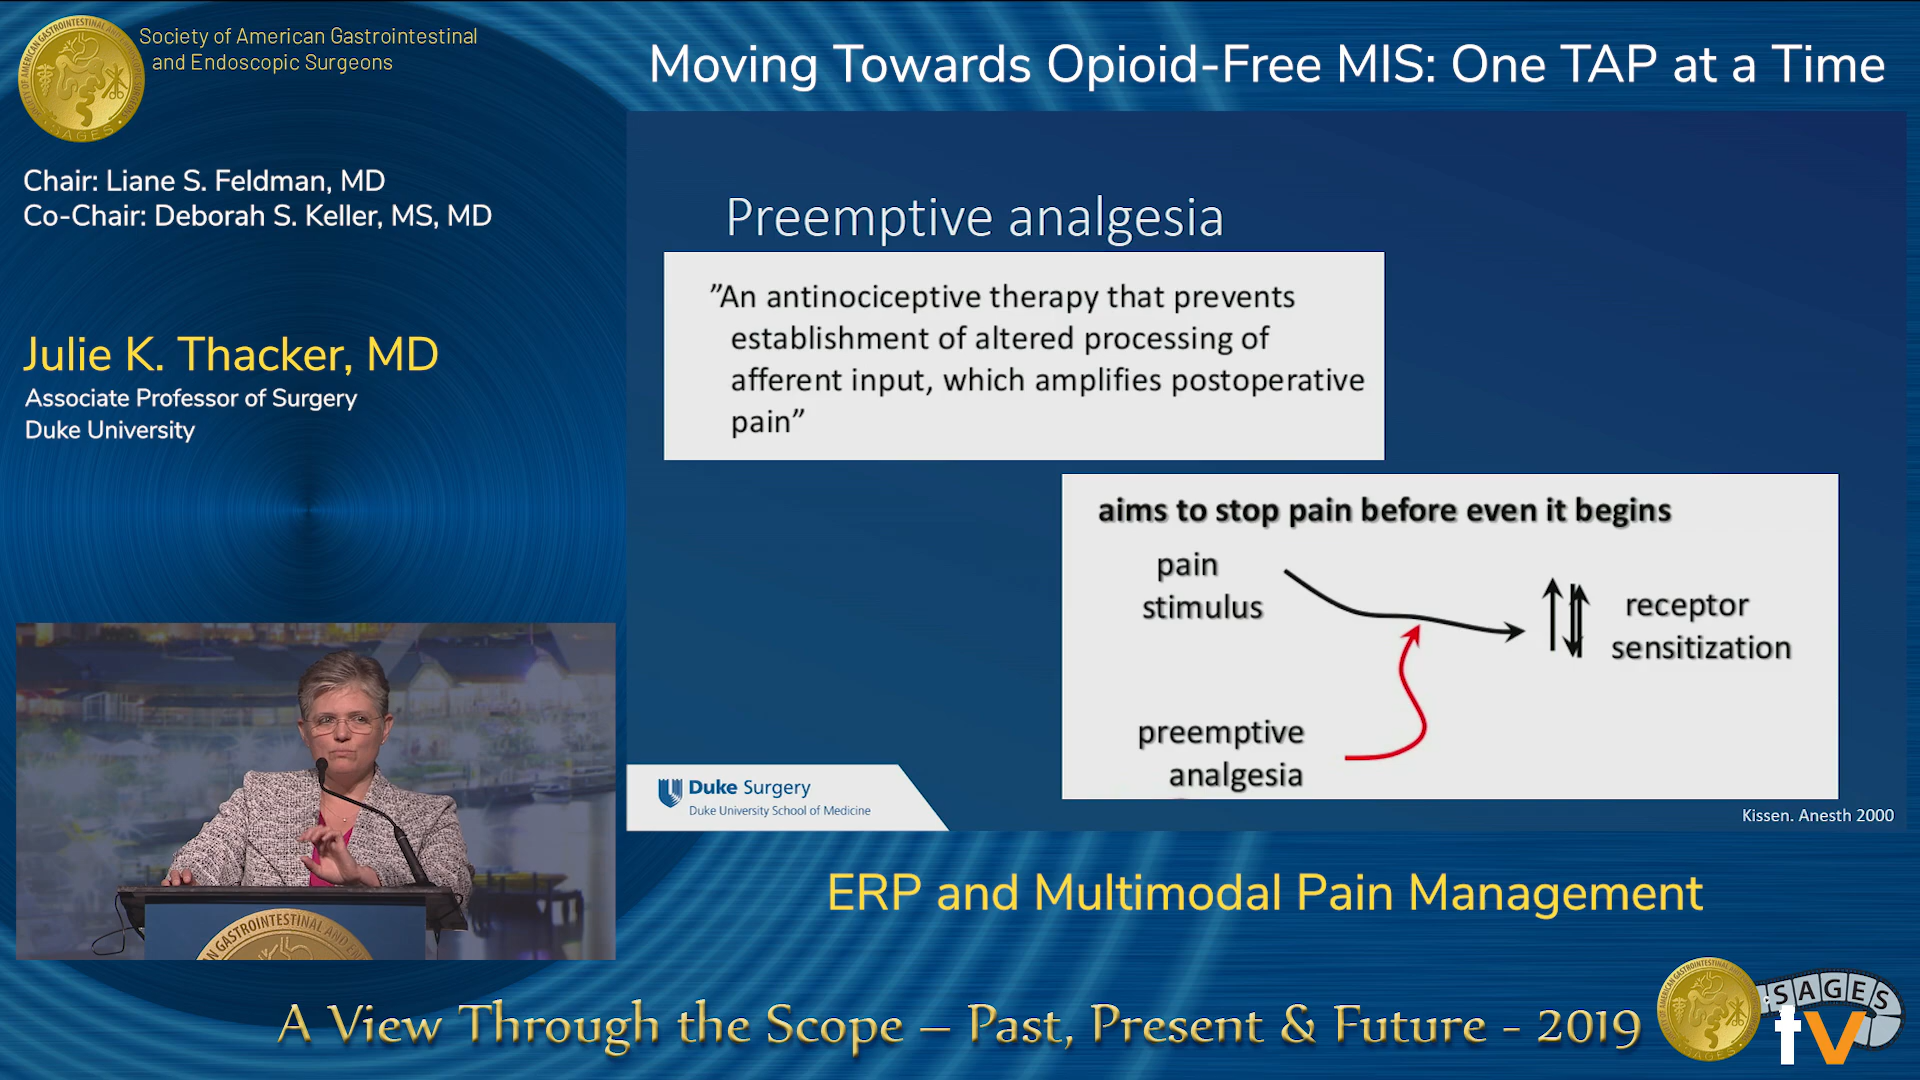 Society of American Gastrointestinal
and Endoscopic Surgeons
Moving Towards Opioid-Free MIS: One TAP at a Time
Chair: Liane S. Feldman, MD
Co-Chair: Deborah S. Keller, MS, MD
Julie K. Thacker, MD
Associate Professor of Surgery
Duke University
Preemptive analgesia
”An antinociceptive therapy that prevents
establishment of altered processing of
afferent input, which amplifies postoperative
pain”
aims to stop pain before even it begins
pain
stimulus
receptor
sensitization
preemptive
analgesia
Duke Surgery
Duke University School of Medicine
Kissen. Anesth 2000
GASTROINTESTINAL AND
ERP and Multimodal Pain Management
A View Through the Scope – Past, Present & Future - 2019
SAGES
tv